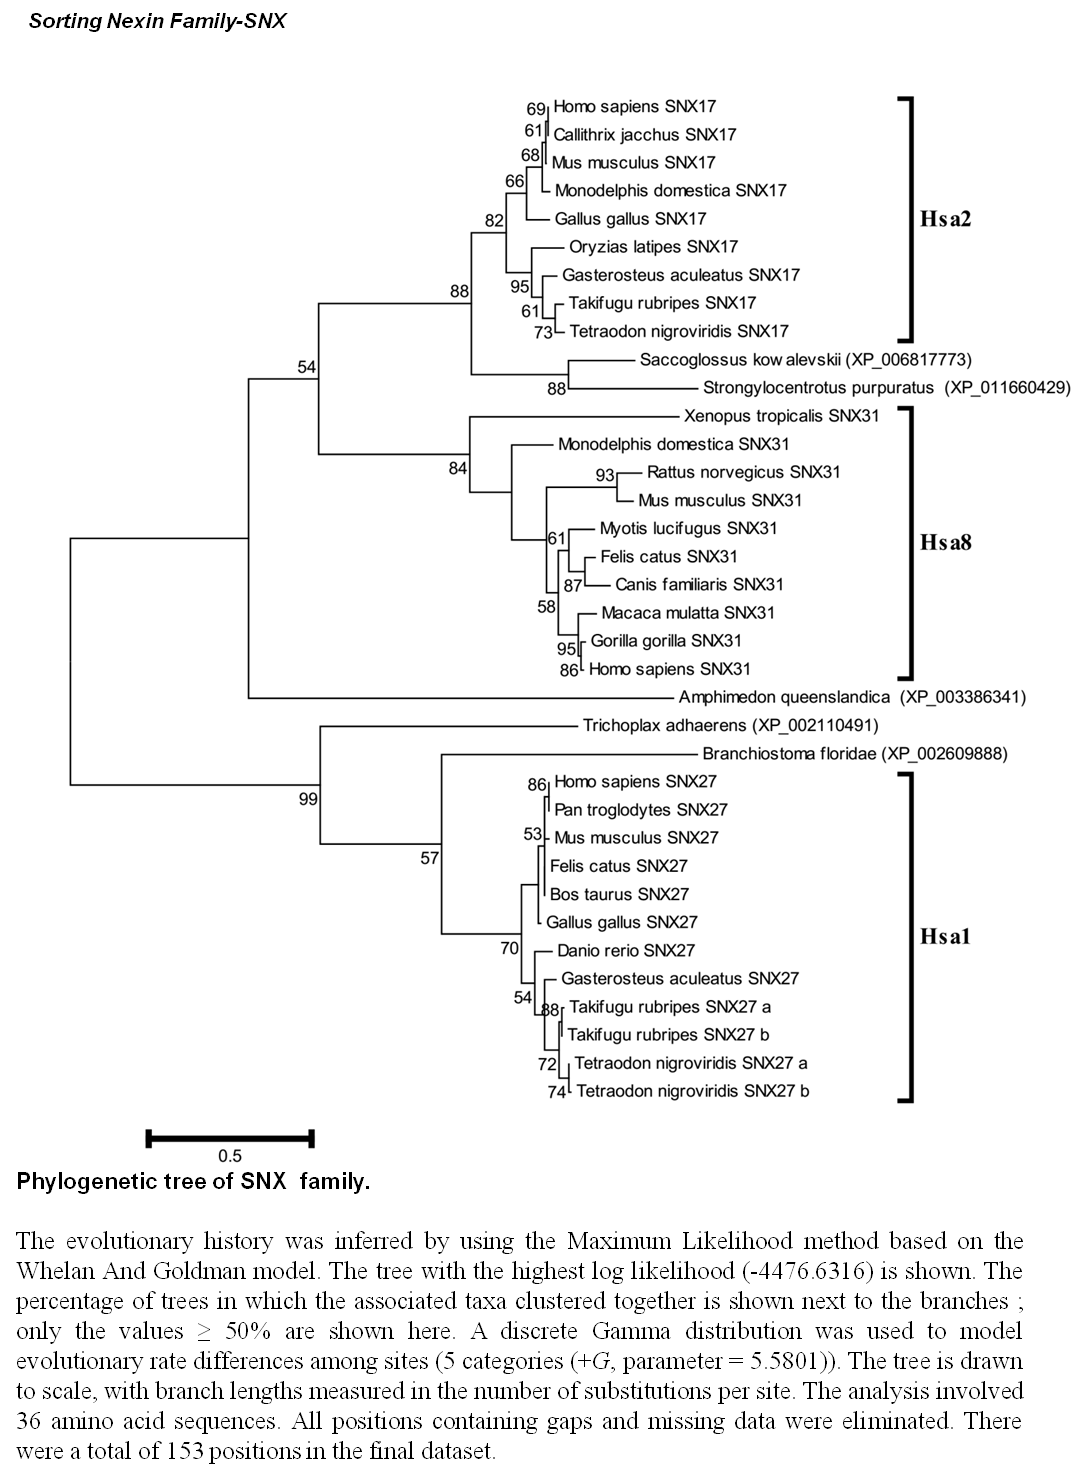 Sorting Nexin Family-SNX
69 Homo sapiens SNX17
61 Callithrix jacchus SNX17
68 Mus musculus SNX17
66 Monodelphis domestica SNX17
82 Gallus gallus SNX17
Hsa2
Oryzias latipes SNX17
95 Gasterosteus aculeatus SNX17
88
61 Takifugu rubripes SNX17
73 Tetraodon nigroviridis SNX17
Saccoglossus kowalevskii (XP_006817773)
54
88 Strongylocentrotus purpuratus (XP_011660429)
Xenopus tropicalis SNX31
Monodelphis domestica SNX31
84
93 Rattus norvegicus SNX31
Mus musculus SNX31
61 Myotis lucifugus SNX31
Hsa8
Felis catus SNX31
87 Canis familiaris SNX31
58 Macaca mulatta SNX31
95 Gorilla gorilla SNX31
86 Homo sapiens SNX31
Amphimedon queenslandica (XP_003386341)
Trichoplax adhaerens (XP_002110491)
Branchiostoma floridae (XP_002609888)
86 Homo sapiens SNX27
99
Pan troglodytes SNX27
53 Mus musculus SNX27
57
Felis catus SNX27
Bos taurus SNX27
Gallus gallus SNX27
Hsa1
70 Danio rerio SNX27
Gasterosteus aculeatus SNX27
54
88 Takifugu rubripes SNX27 a
Takifugu rubripes SNX27 b
72 Tetraodon nigroviridis SNX27 a
74 Tetraodon nigroviridis SNX27 b
0.5
Phylogenetic tree of SNX family.
The evolutionary history was inferred by using the Maximum Likelihood method based on the
Whelan And Goldman model. The tree with the highest log likelihood (-4476.6316) is shown. The
percentage of trees in which the associated taxa clustered together is shown next to the branches ;
only the values ≥ 50% are shown here. A discrete Gamma distribution was used to model
evolutionary rate differences among sites (5 categories (+G, parameter = 5.5801)). The tree is drawn
to scale, with branch lengths measured in the number of substitutions per site. The analysis involved
36 amino acid sequences. All positions containing gaps and missing data were eliminated. There
were a total of 153 positions in the final dataset.